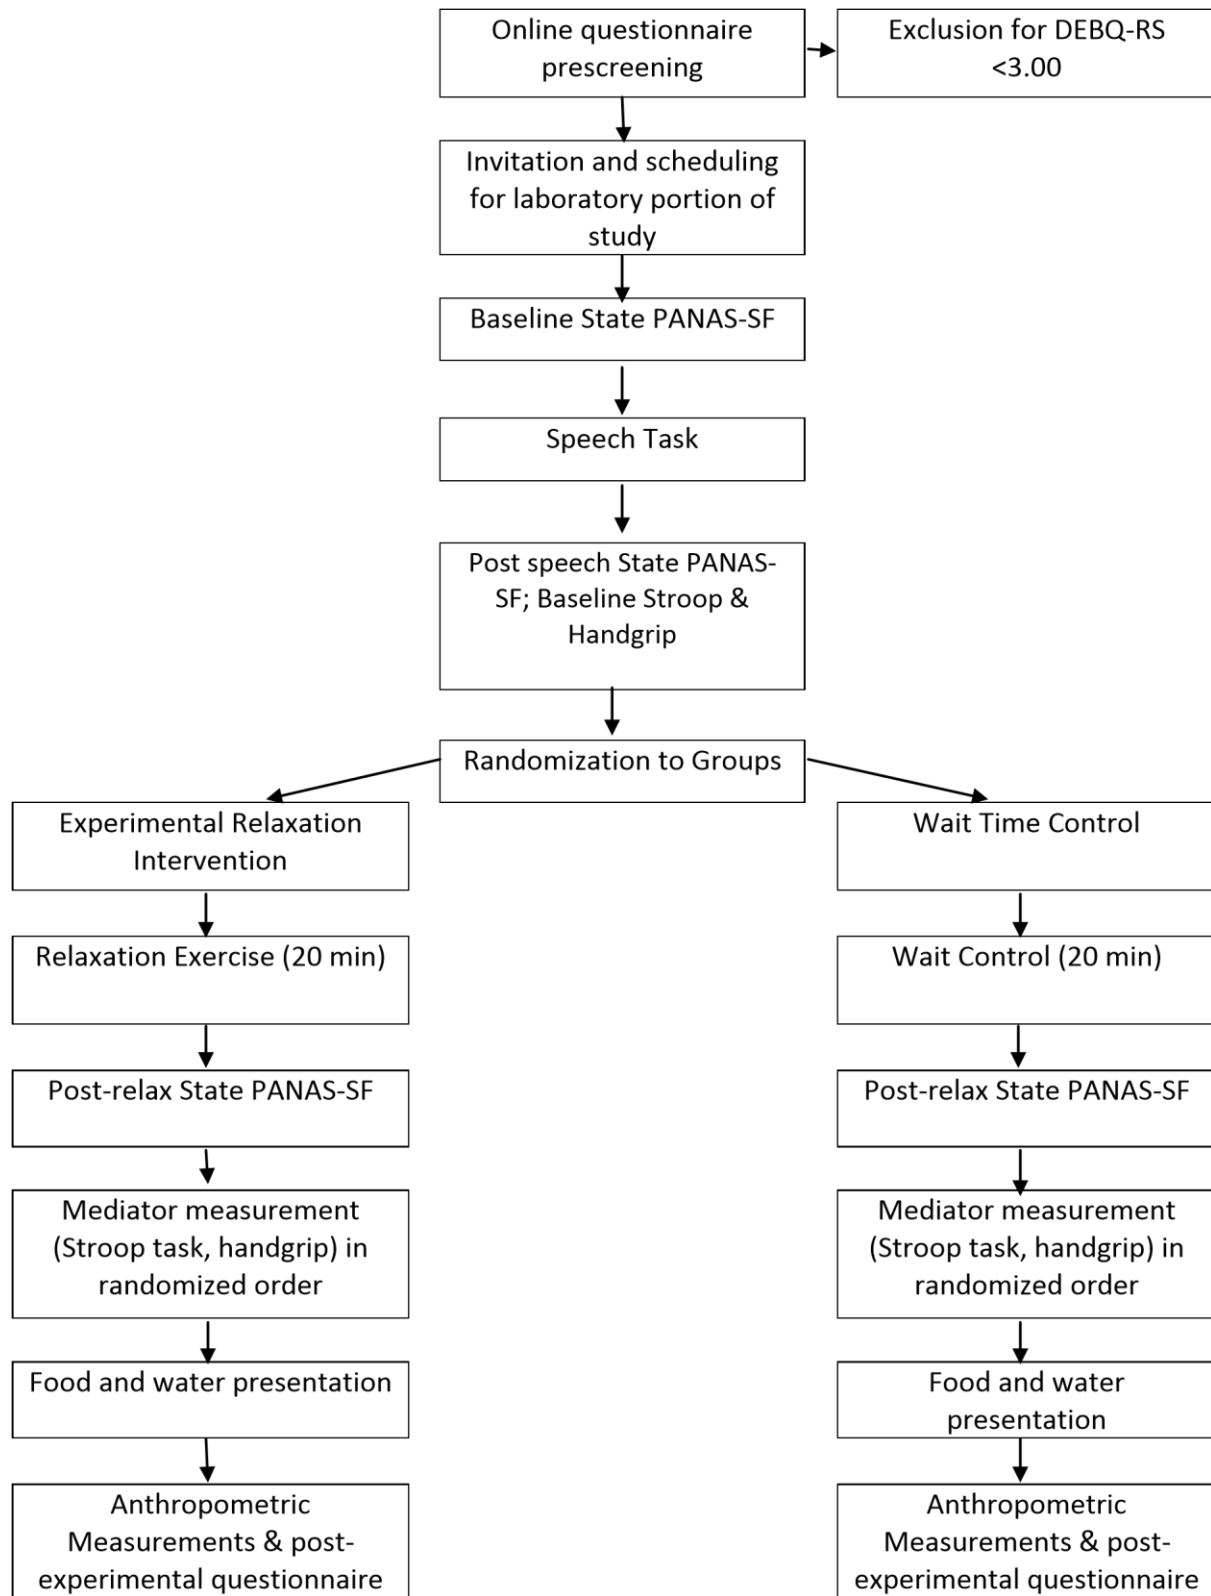 Online questionnaire
prescreening
Exclusion for DEBQ-RS
<3.00
Invitation and scheduling
for laboratory portion of
study
Baseline State PANAS-SF
Speech Task
Post speech State PANAS-
SF; Baseline Stroop &
Handgrip
Randomization to Groups
Experimental Relaxation
Intervention
Wait Time Control
Relaxation Exercise (20 min)
Wait Control (20 min)
Post-relax State PANAS-SF
Post-relax State PANAS-SF
Mediator measurement
(Stroop task, handgrip) in
randomized order
Mediator measurement
(Stroop task, handgrip) in
randomized order
Food and water presentation
Food and water
presentation
Anthropometric
Measurements & post-
experimental questionnaire
Anthropometric
Measurements & post-
experimental questionnaire